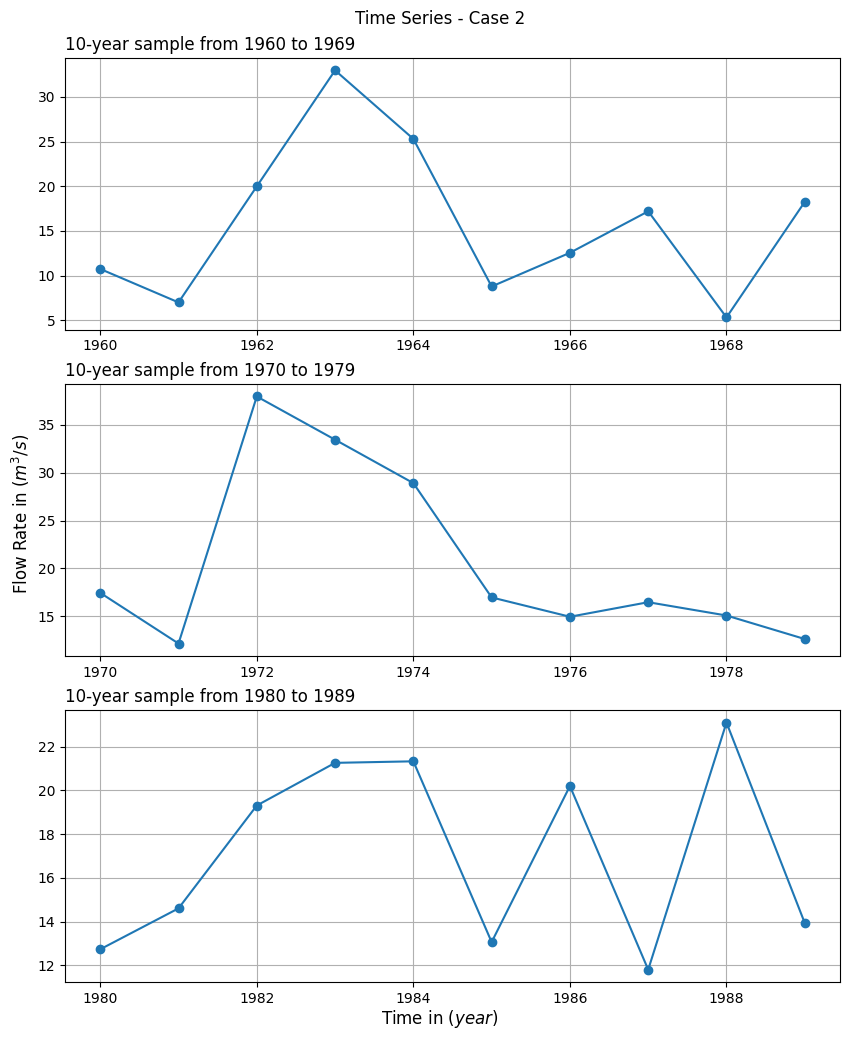 Time Series - Case 2
10-year sample from 1960 to 1969
30
25
20
15
10
5
1960 1962 1964 1966 1968
10-year sample from 1970 to 1979
Flow Rate in (m³/s)
35
30
25
20
15
1970 1972 1974 1976 1978
10-year sample from 1980 to 1989
22
20
18
16
14
12
1980 1982 1984 1986 1988
Time in (year)